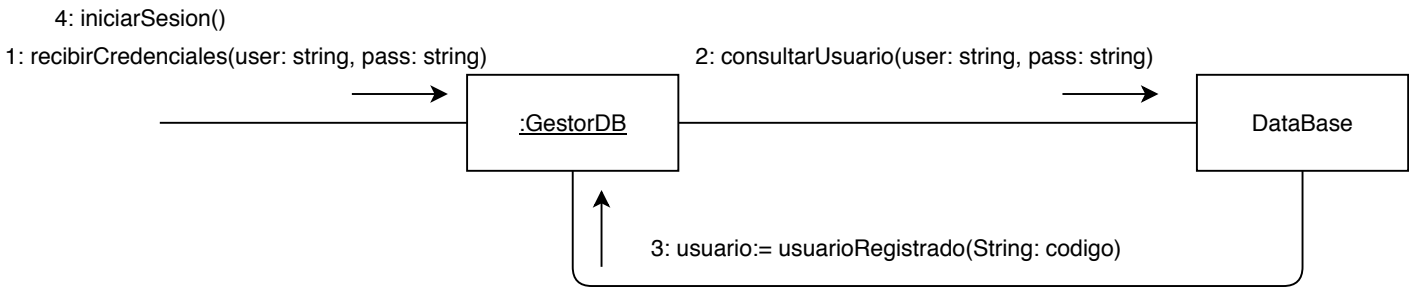 4: iniciarSesion()
1: recibirCredenciales(user: string, pass: string)
2: consultarUsuario(user: string, pass: string)
:GestorDB
DataBase
3: usuario:= usuarioRegistrado(String: codigo)